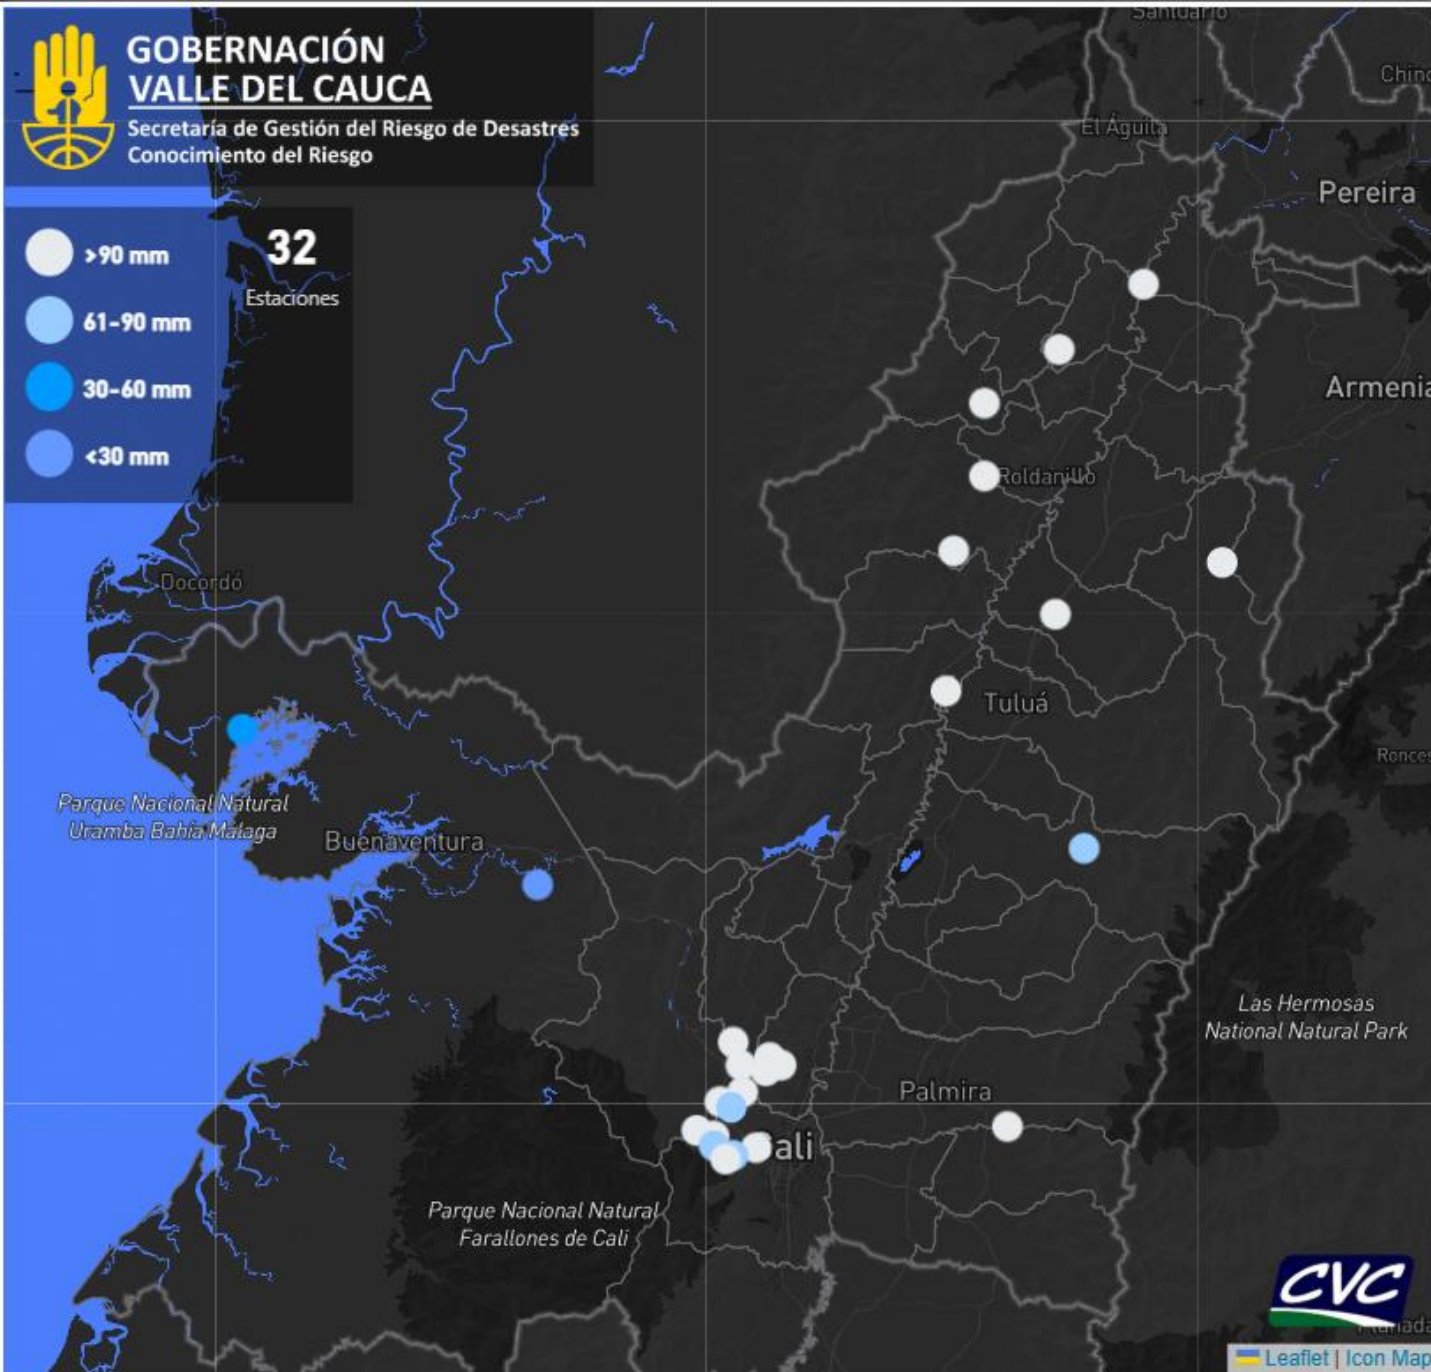 GOBERNACIÓN
VALLE DEL CAUCA
Secretaría de Gestión del Riesgo de Desastres
Conocimiento del Riesgo
>90 mm
61-90 mm
30-60 mm
<30 mm
32
Estaciones
Santuario
El Águila
Pereira
Armenia
Roldanillo
Docordó
Tuluá
Parque Nacional Natural
Uramba Bahía Málaga
Buenaventura
Las Hermosas
National Natural Park
Palmira
ali
Parque Nacional Natural
Farallones de Cali
CVC
Leaflet | Icon Map